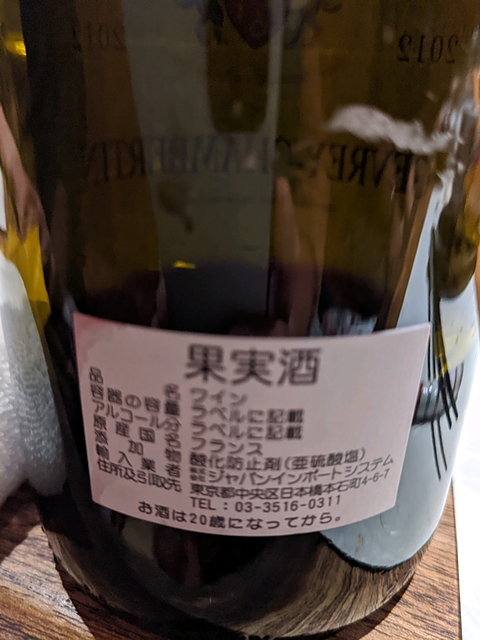 2012 2012
GEVREY-CHAMBERTIN
果実酒
品名 ワイン
容器の容量 ラベルに記載
アルコール分 ラベルに記載
原産国名 フランス
添加物 酸化防止剤(亜硫酸塩)
輸入業者 ㈱ジャパンインポートシステム
住所及引取先 東京都中央区日本橋本石町4-6-7
TEL:03-3516-0311
お酒は20歳になってから。